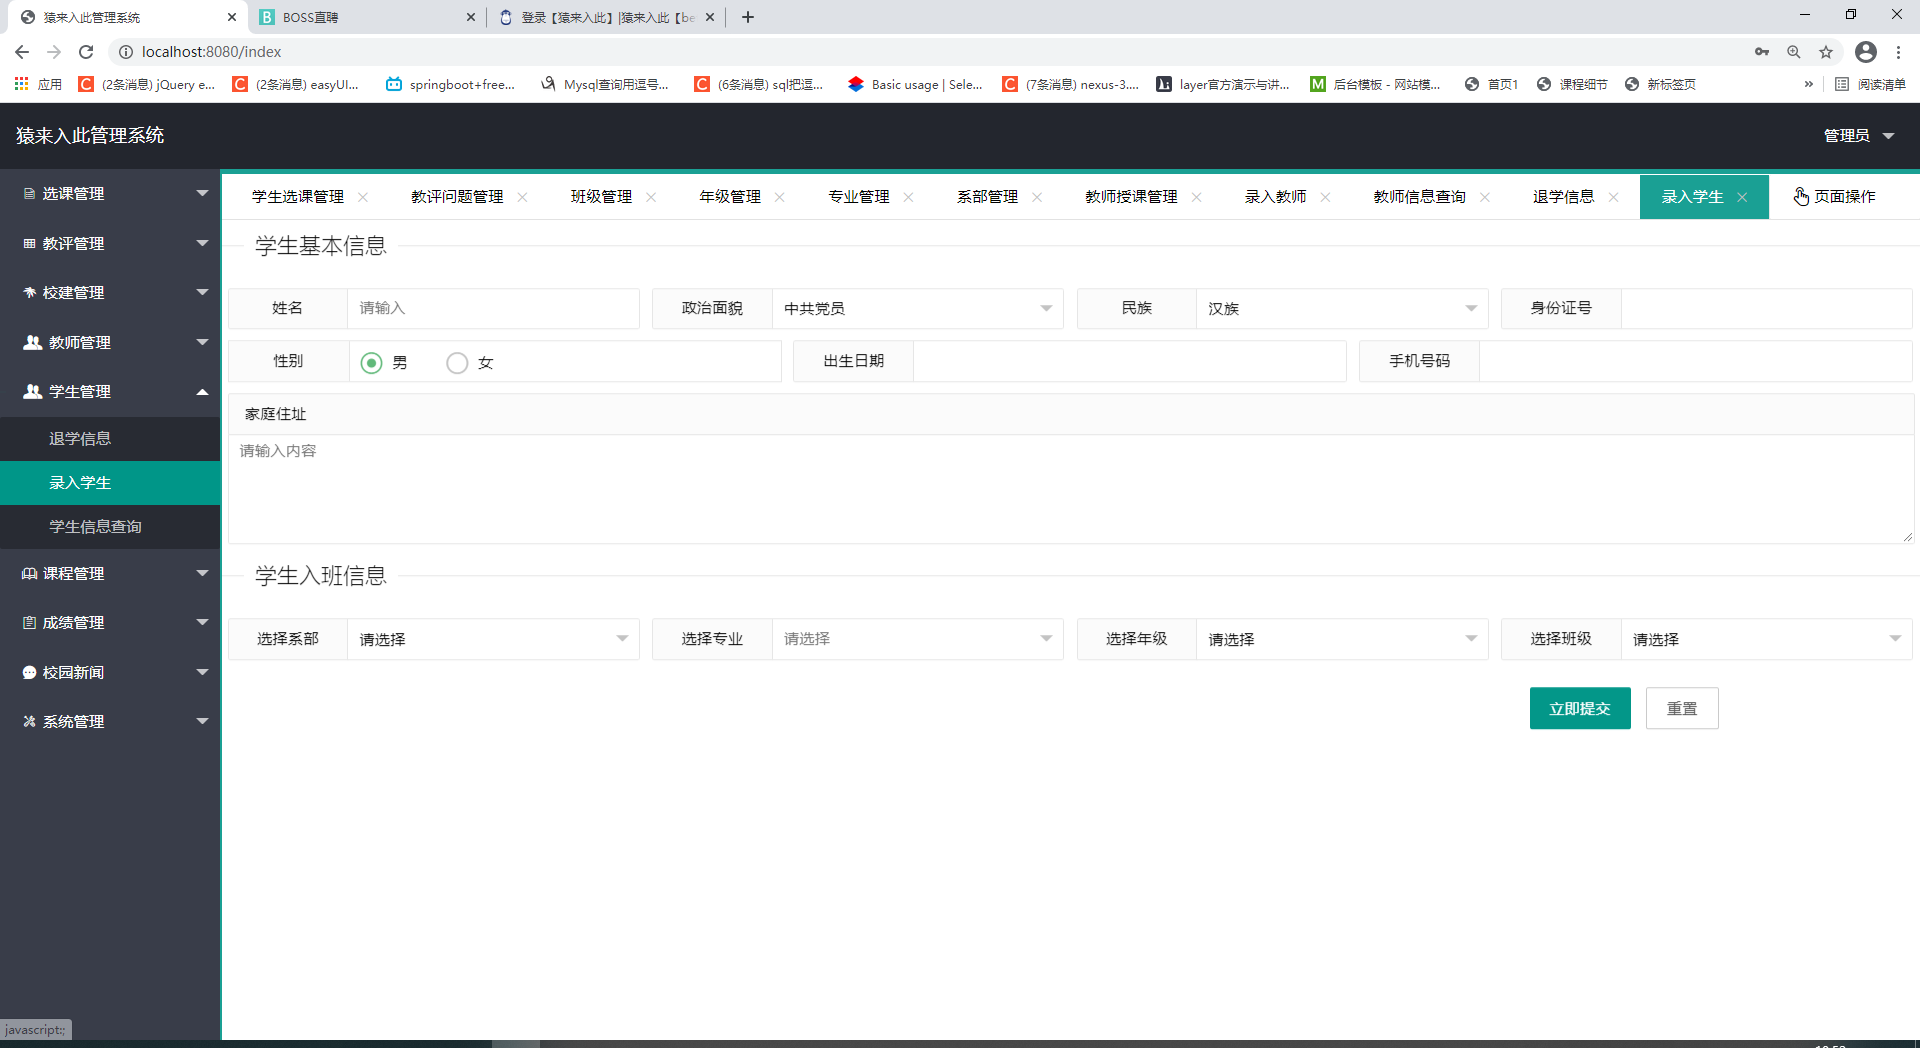 猿来入此管理系统
BOSS直聘
登录【猿来入此】|猿来入此【be
localhost:8080/index
应用
(2条消息) jQuery e...
(2条消息) easyUI...
springboot+free...
Mysql查询用逗号...
(6条消息) sql把逗...
Basic usage | Sele...
(7条消息) nexus-3....
layer官方演示与讲...
后台模板 - 网站模...
首页1
课程细节
新标签页
»
阅读清单
猿来入此管理系统
管理员
选课管理
教评管理
校建管理
教师管理
学生管理
退学信息
录入学生
学生信息查询
课程管理
成绩管理
校园新闻
系统管理
学生选课管理
教评问题管理
班级管理
年级管理
专业管理
系部管理
教师授课管理
录入教师
教师信息查询
退学信息
录入学生
页面操作
学生基本信息
姓名 请输入
政治面貌 中共党员
民族 汉族
身份证号
性别 男 女
出生日期
手机号码
家庭住址
请输入内容
学生入班信息
选择系部 请选择
选择专业 请选择
选择年级 请选择
选择班级 请选择
立即提交
重置
javascript:;